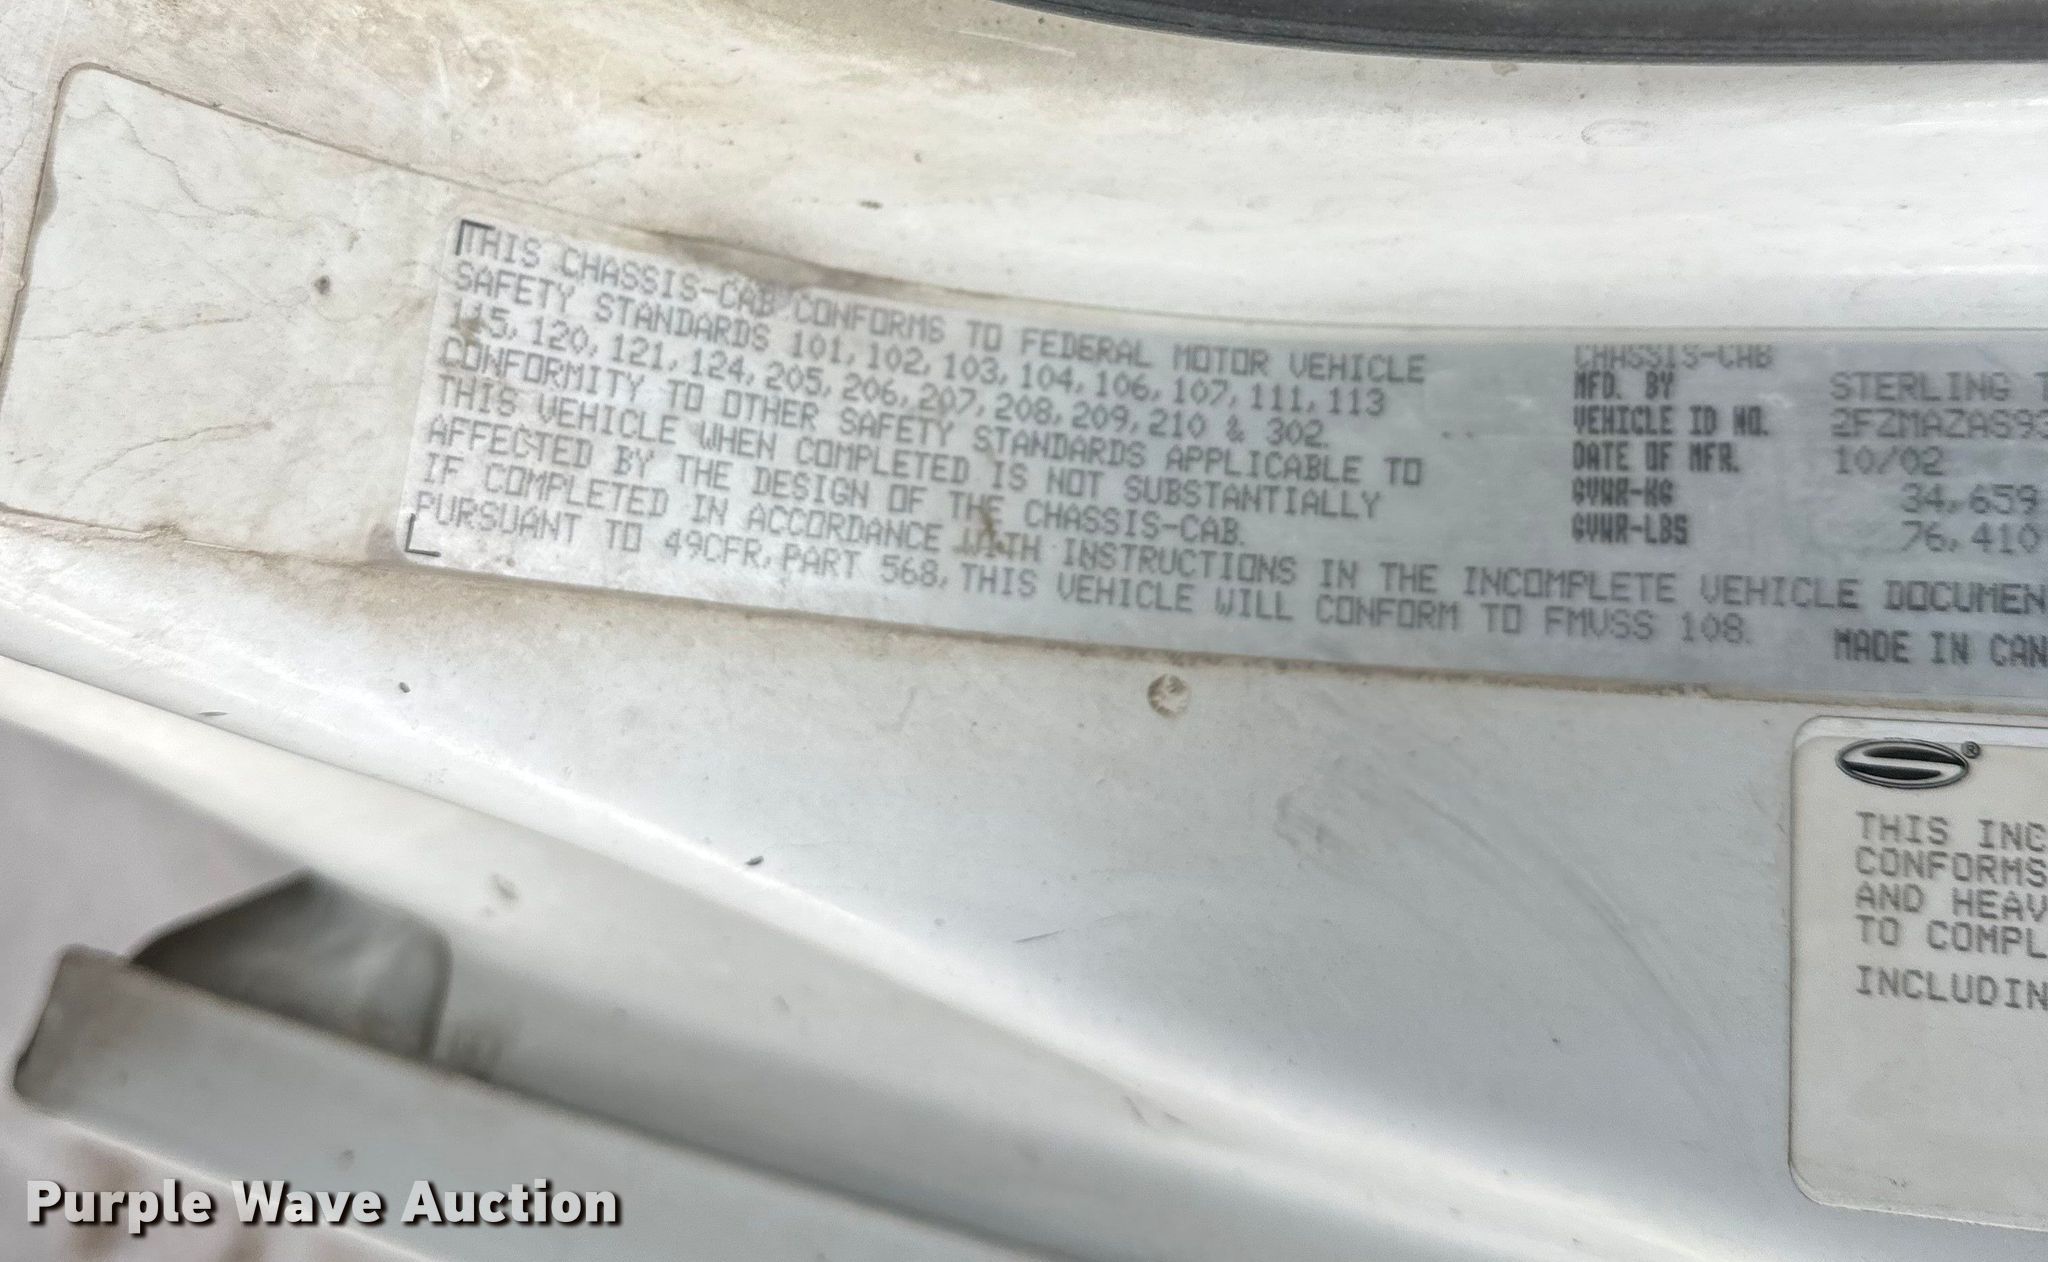 THIS CHASSIS-CAB CONFORMS TO FEDERAL MOTOR VEHICLE
SAFETY STANDARDS 101, 102, 103, 104, 106, 107, 111, 113
115, 120, 121, 124, 205, 206, 207, 208, 209, 210 & 302.
CONFORMITY TO OTHER SAFETY STANDARDS APPLICABLE TO
THIS VEHICLE WHEN COMPLETED IS NOT SUBSTANTIALLY
AFFECTED BY THE DESIGN OF THE CHASSIS-CAB.
IF COMPLETED IN ACCORDANCE WITH INSTRUCTIONS IN THE INCOMPLETE VEHICLE DOCUMEN
PURSUANT TO 49CFR, PART 568, THIS VEHICLE WILL CONFORM TO FMVSS 108.
CHASSIS-CAB
MFD. BY STERLING T
VEHICLE ID NO. 2FZMAZAS93
DATE OF MFR. 10/02
GVWR-KG 34,659
GVWR-LBS 76,410
MADE IN CAN
®
THIS INC
CONFORMS
AND HEAV
TO COMPL
INCLUDIN
Purple Wave Auction